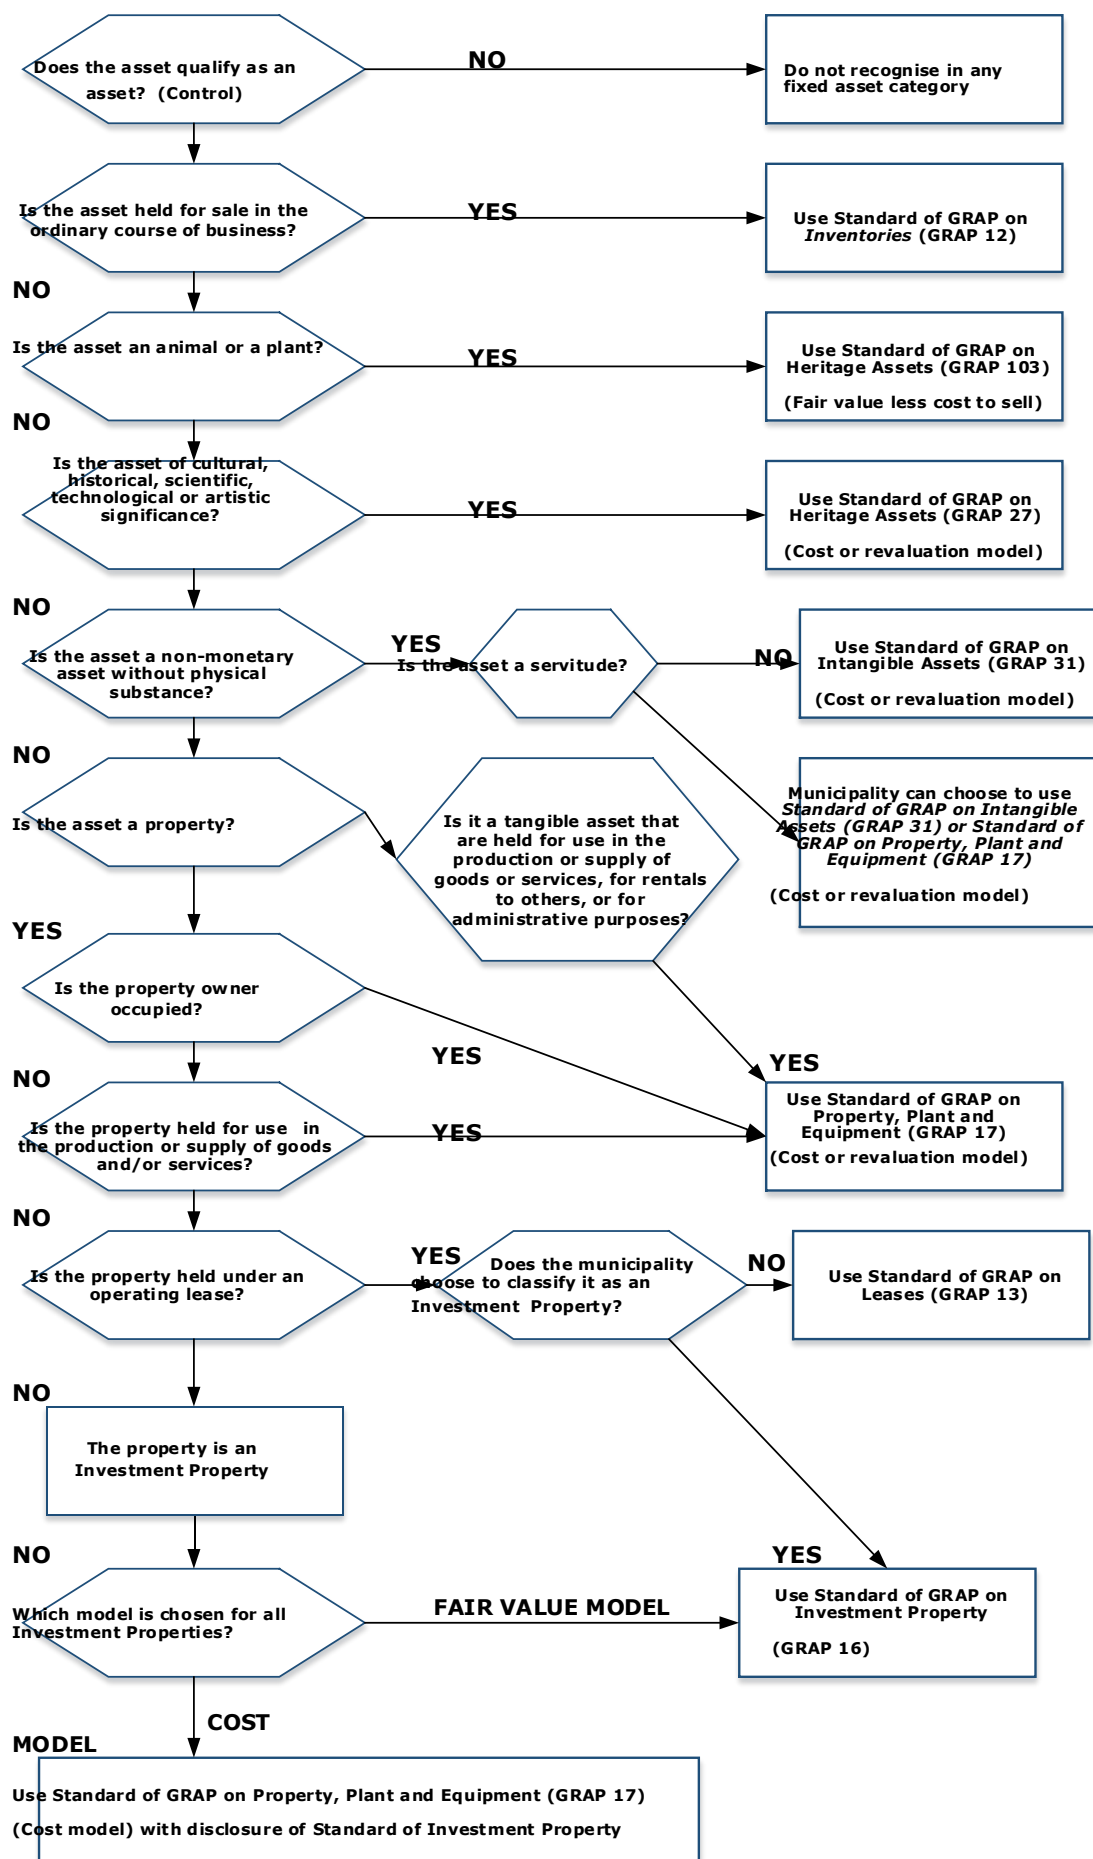 Does the asset qualify as an
asset? (Control)
NO
Do not recognise in any
fixed asset category
Is the asset held for sale in the
ordinary course of business?
YES
Use Standard of GRAP on
Inventories (GRAP 12)
NO
Is the asset an animal or a plant?
YES
Use Standard of GRAP on
Heritage Assets (GRAP 103)
(Fair value less cost to sell)
NO
Is the asset of cultural,
historical, scientific,
technological or artistic
significance?
YES
Use Standard of GRAP on
Heritage Assets (GRAP 27)
(Cost or revaluation model)
NO
Is the asset a non-monetary
asset without physical
substance?
YES
Is the asset a servitude?
NO
Use Standard of GRAP on
Intangible Assets (GRAP 31)
(Cost or revaluation model)
NO
Is the asset a property?
Is it a tangible asset that
are held for use in the
production or supply of
goods or services, for rentals
to others, or for
administrative purposes?
Municipality can choose to use
Standard of GRAP on Intangible
Assets (GRAP 31) or Standard of
GRAP on Property, Plant and
Equipment (GRAP 17)
(Cost or revaluation model)
YES
Is the property owner
occupied?
YES
YES
NO
Is the property held for use in
the production or supply of goods
and/or services?
YES
Use Standard of GRAP on
Property, Plant and
Equipment (GRAP 17)
(Cost or revaluation model)
NO
Is the property held under an
operating lease?
YES
Does the municipality
choose to classify it as an
Investment Property?
NO
Use Standard of GRAP on
Leases (GRAP 13)
NO
The property is an
Investment Property
NO
YES
Which model is chosen for all
Investment Properties?
FAIR VALUE MODEL
Use Standard of GRAP on
Investment Property
(GRAP 16)
COST
MODEL
Use Standard of GRAP on Property, Plant and Equipment (GRAP 17)
(Cost model) with disclosure of Standard of Investment Property